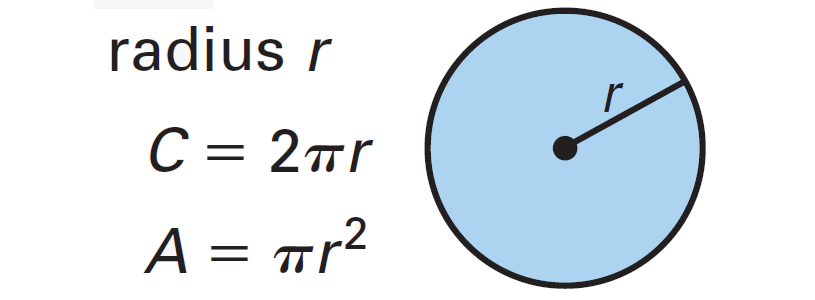 radius r
C = 2πr
A = πr²
r